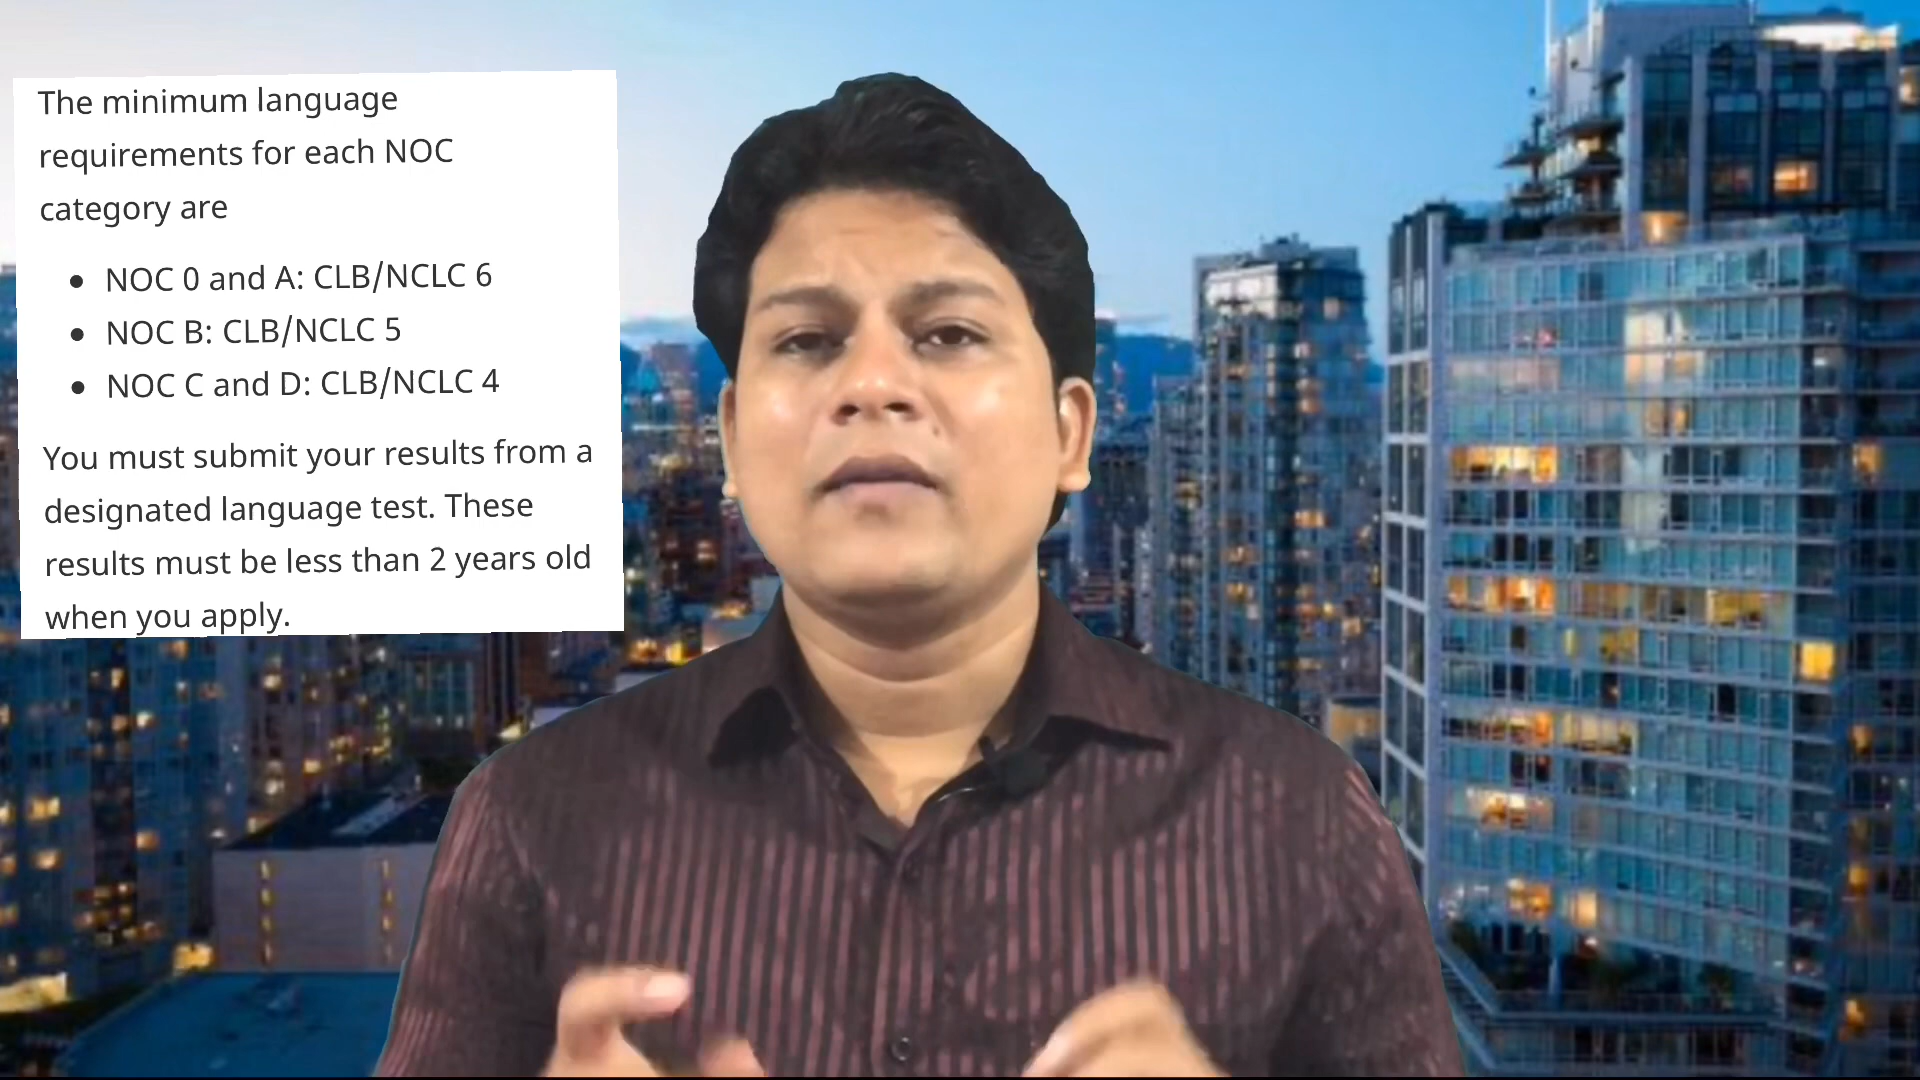 The minimum language
requirements for each NOC
category are
• NOC 0 and A: CLB/NCLC 6
• NOC B: CLB/NCLC 5
• NOC C and D: CLB/NCLC 4
You must submit your results from a
designated language test. These
results must be less than 2 years old
when you apply.